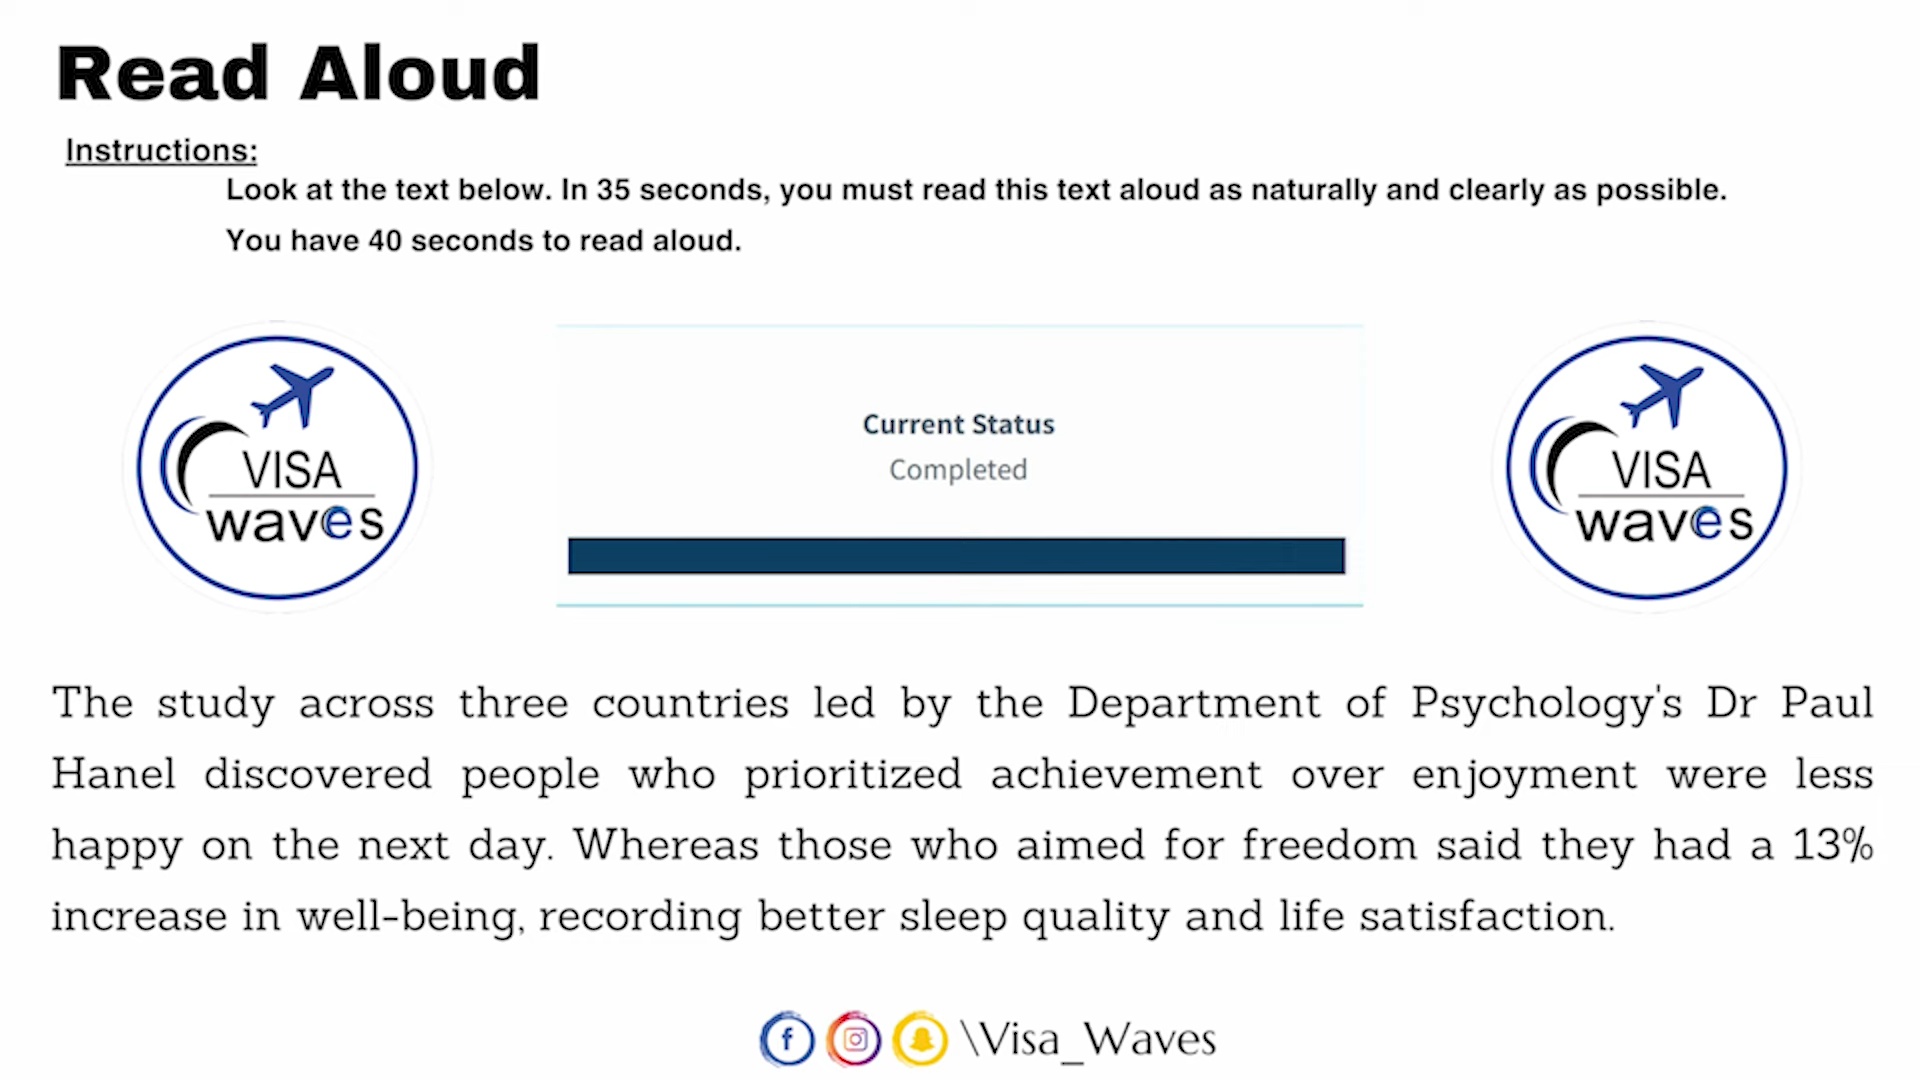 Read Aloud
Instructions:
Look at the text below. In 35 seconds, you must read this text aloud as naturally and clearly as possible.
You have 40 seconds to read aloud.
VISA
waves
Current Status
Completed
VISA
waves
The study across three countries led by the Department of Psychology's Dr Paul
Hanel discovered people who prioritized achievement over enjoyment were less
happy on the next day. Whereas those who aimed for freedom said they had a 13%
increase in well-being, recording better sleep quality and life satisfaction.
\Visa_Waves